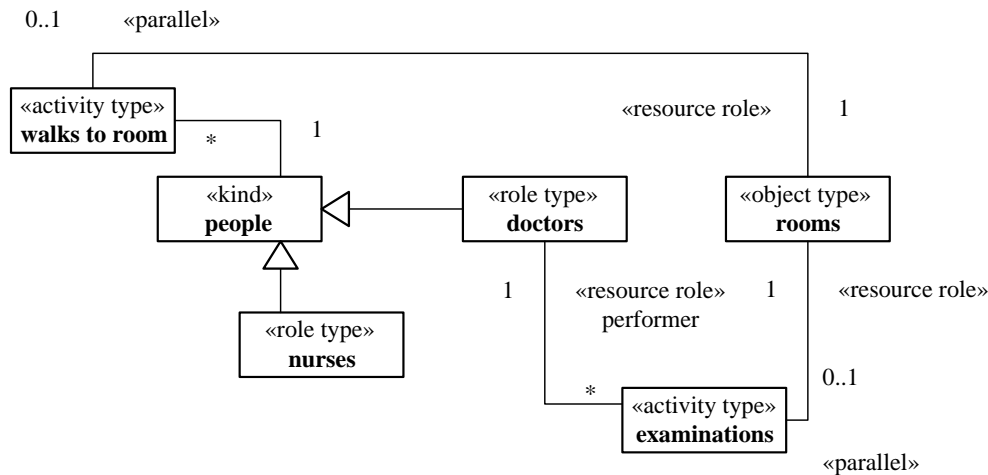 0..1
«parallel»
«activity type»
walks to room
*
1
«resource role»
1
«kind»
people
«role type»
doctors
«object type»
rooms
1
«resource role»
performer
1
«resource role»
«role type»
nurses
0..1
*
«activity type»
examinations
«parallel»